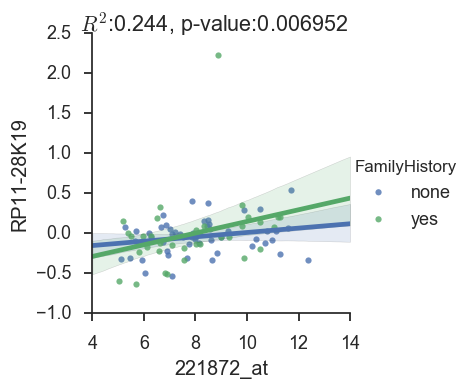 R²:0.244, p-value:0.006952
2.5
2.0
1.5
1.0
0.5
0.0
−0.5
−1.0
RP11-28K19
4 6 8 10 12 14
221872_at
FamilyHistory
none
yes